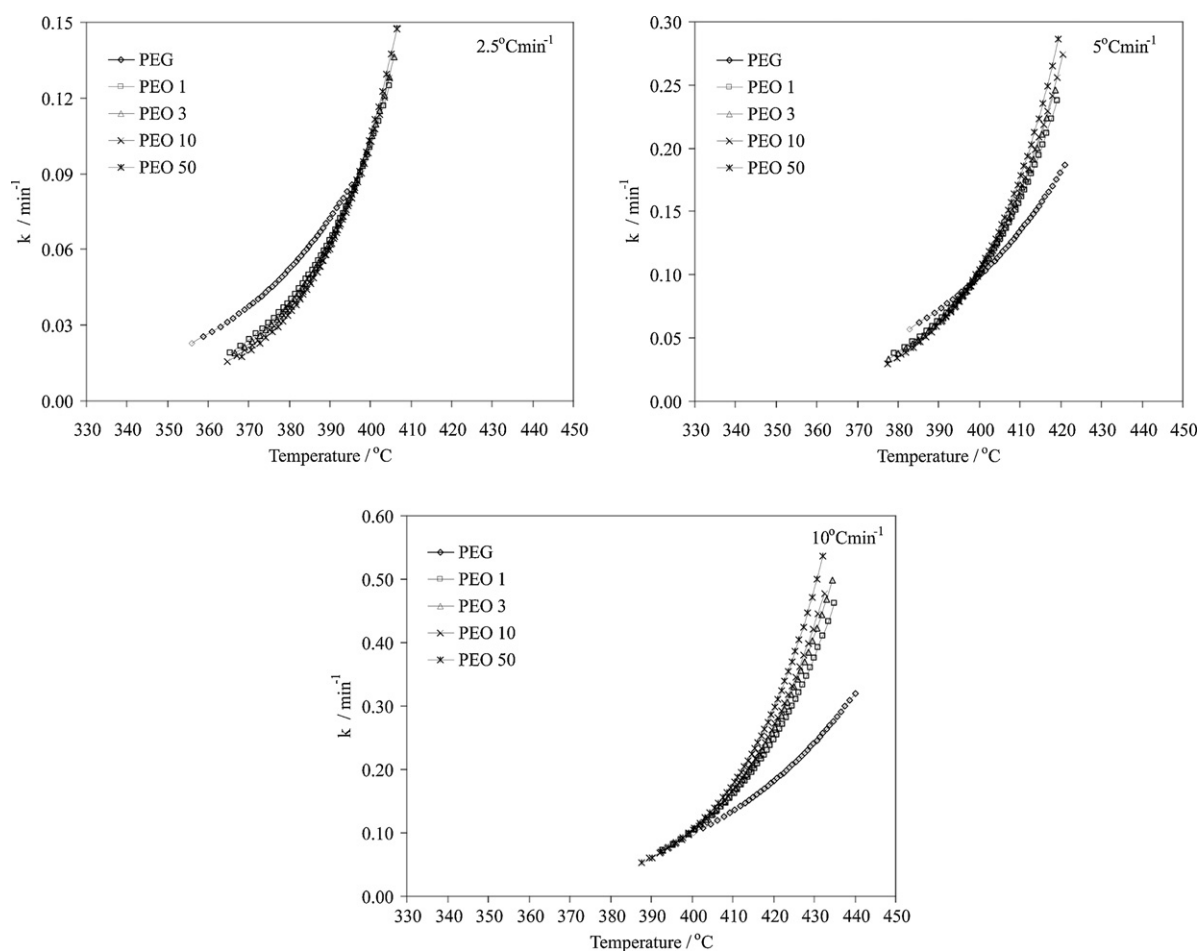 0.15
0.12
0.09
0.06
0.03
0.00
k / min-1
PEG
PEO 1
PEO 3
PEO 10
PEO 50
2.5oCmin-1
330 340 350 360 370 380 390 400 410 420 430 440 450
Temperature / oC
0.30
0.25
0.20
0.15
0.10
0.05
0.00
k / min-1
PEG
PEO 1
PEO 3
PEO 10
PEO 50
5oCmin-1
330 340 350 360 370 380 390 400 410 420 430 440 450
Temperature / oC
0.60
0.50
0.40
0.30
0.20
0.10
0.00
k / min-1
PEG
PEO 1
PEO 3
PEO 10
PEO 50
10oCmin-1
330 340 350 360 370 380 390 400 410 420 430 440 450
Temperature / oC